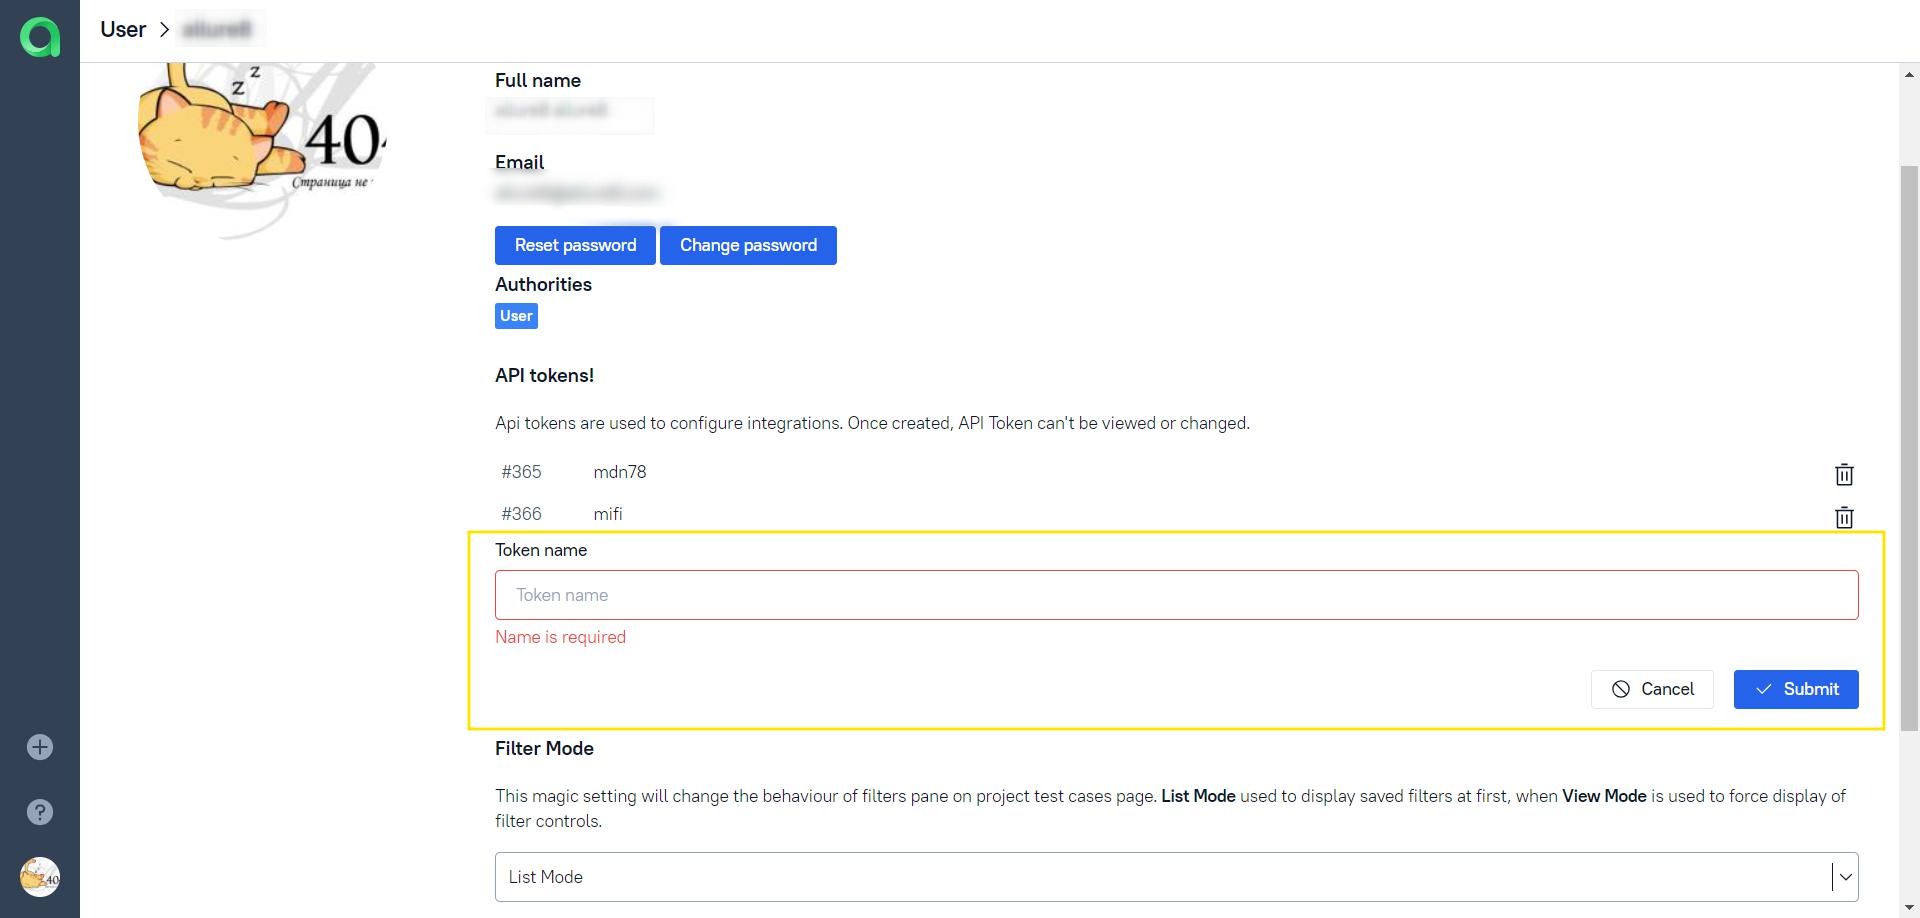 User >
z
z
404
Страница не
Full name
Email
Reset password Change password
Authorities
User
API tokens!
Api tokens are used to configure integrations. Once created, API Token can't be viewed or changed.
#365 mdn78
#366 mifi
Token name
Token name
Name is required
Cancel Submit
Filter Mode
This magic setting will change the behaviour of filters pane on project test cases page. List Mode used to display saved filters at first, when View Mode is used to force display of
filter controls.
List Mode
40